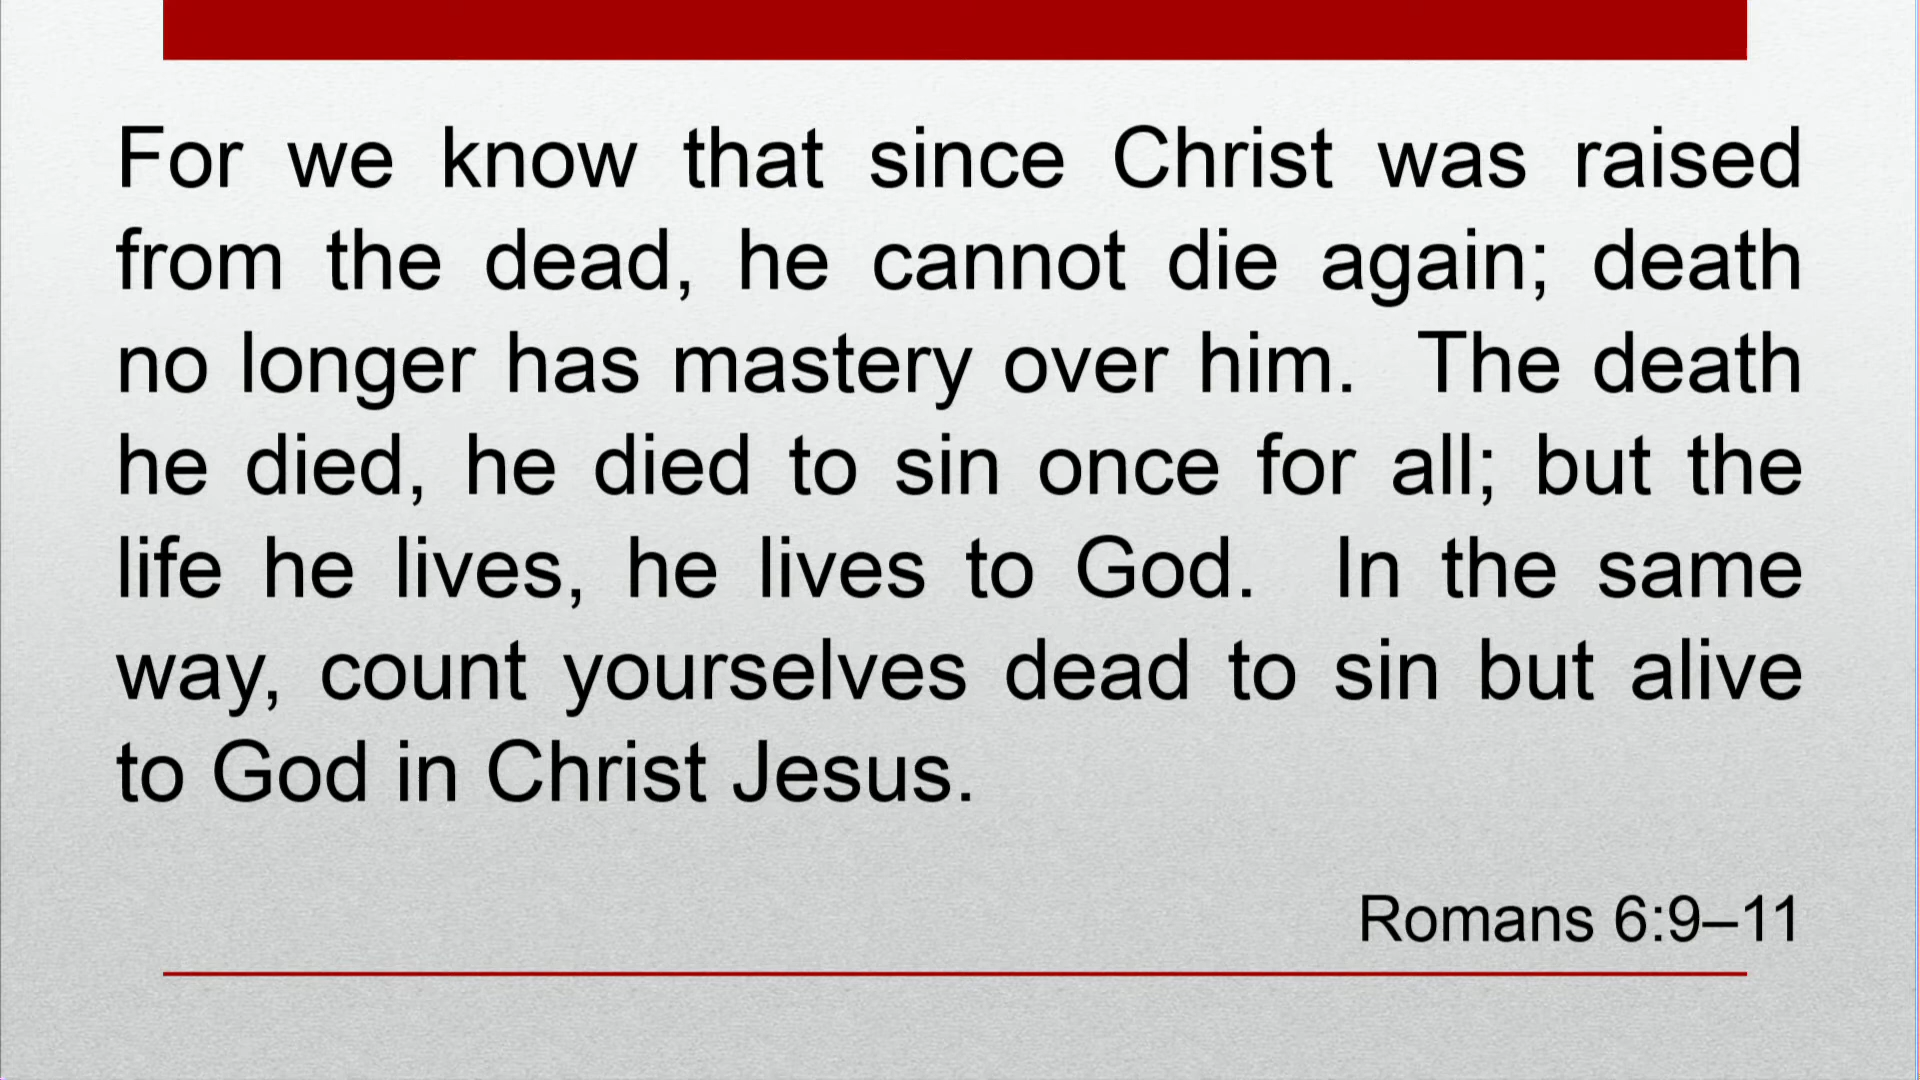 For we know that since Christ was raised
from the dead, he cannot die again; death
no longer has mastery over him.  The death
he died, he died to sin once for all; but the
life he lives, he lives to God.  In the same
way, count yourselves dead to sin but alive
to God in Christ Jesus.
Romans 6:9–11